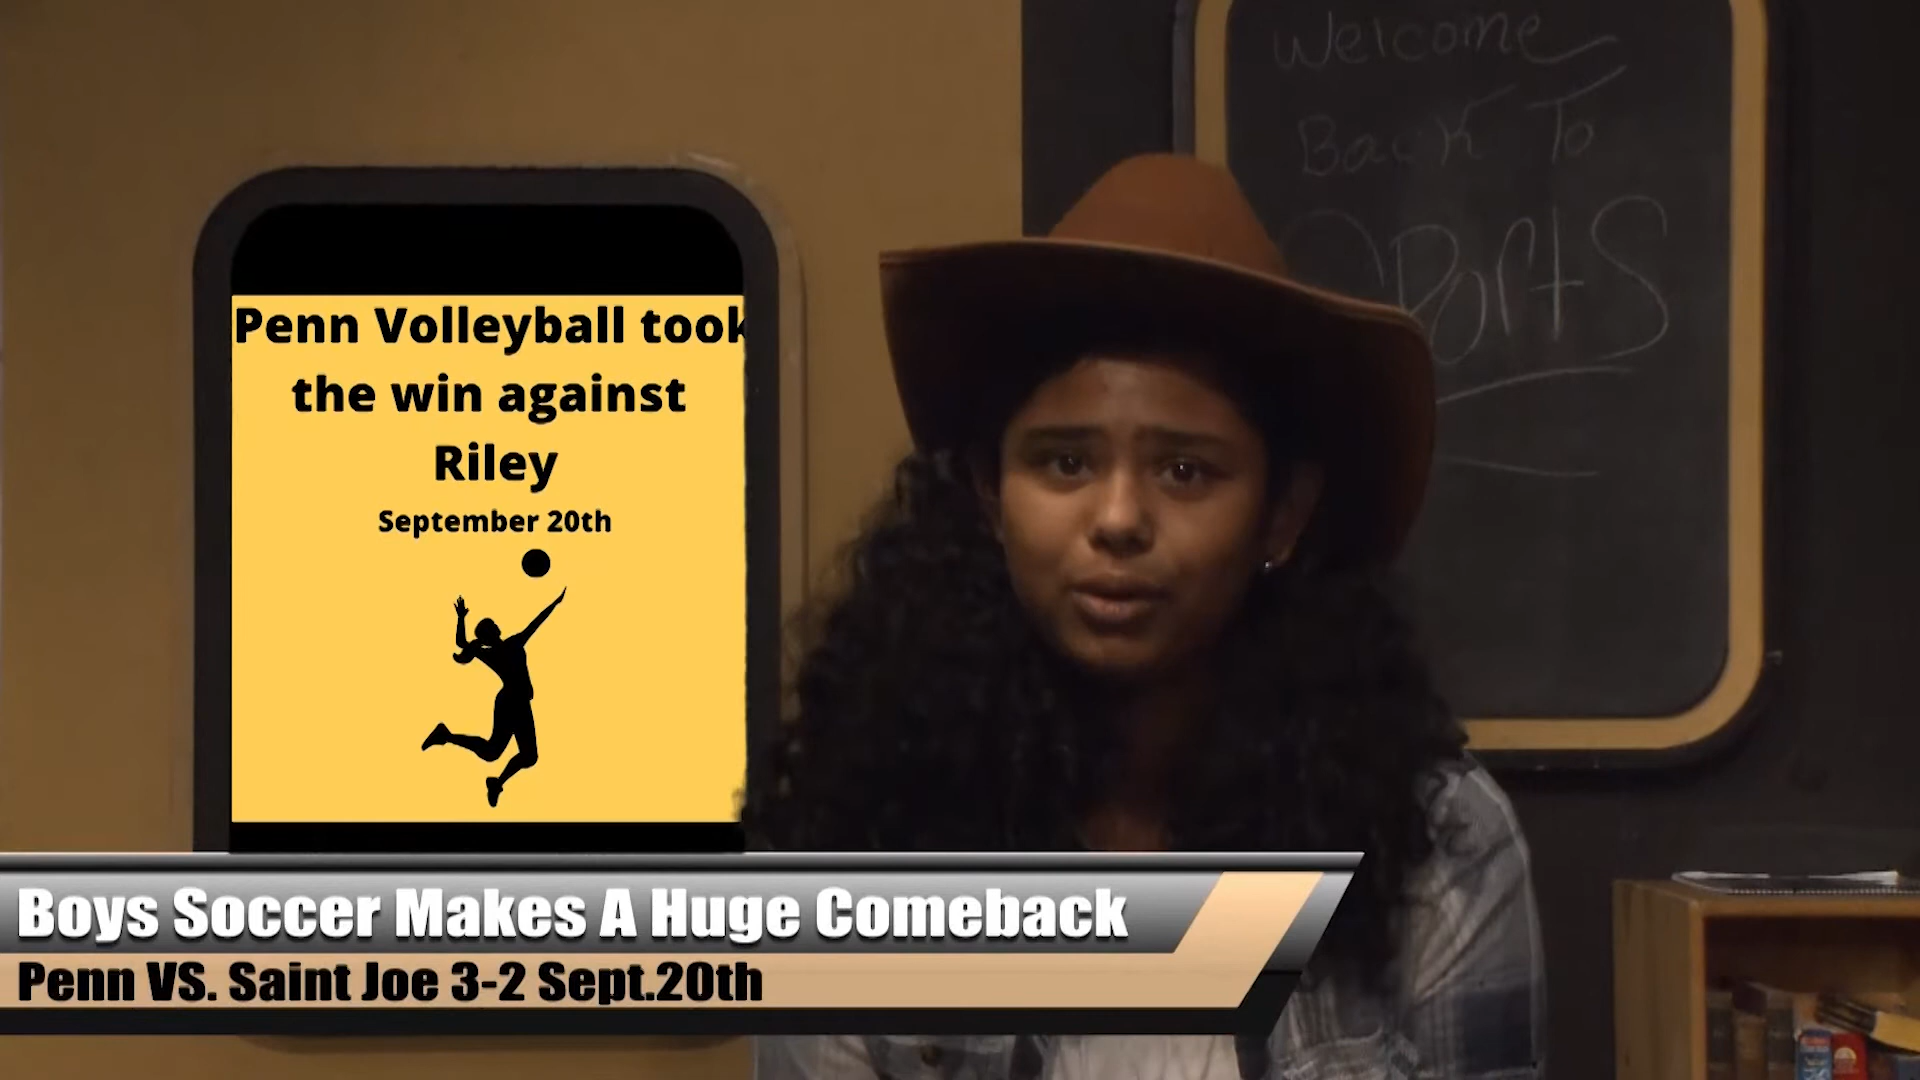 Welcome
Back To
Sports
Penn Volleyball took
the win against
Riley
September 20th
Boys Soccer Makes A Huge Comeback
Penn VS. Saint Joe 3-2 Sept.20th